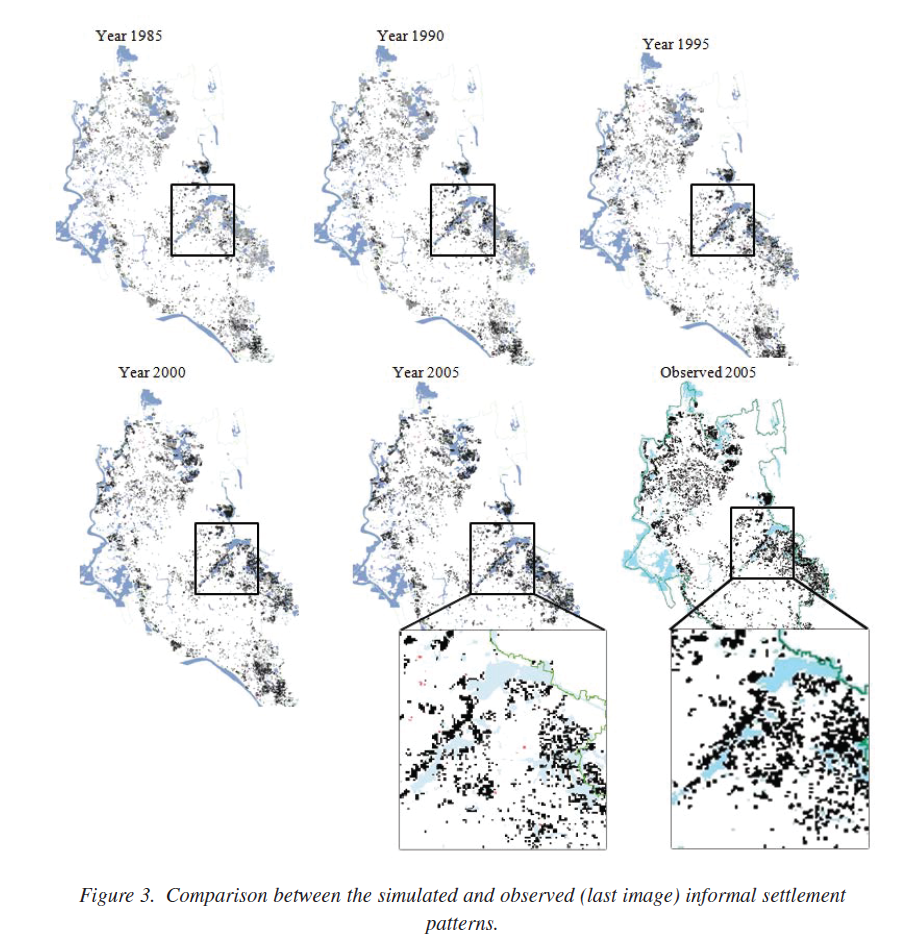 Year 1985
Year 1990
Year 1995
Year 2000
Year 2005
Observed 2005
Figure 3. Comparison between the simulated and observed (last image) informal settlement
patterns.